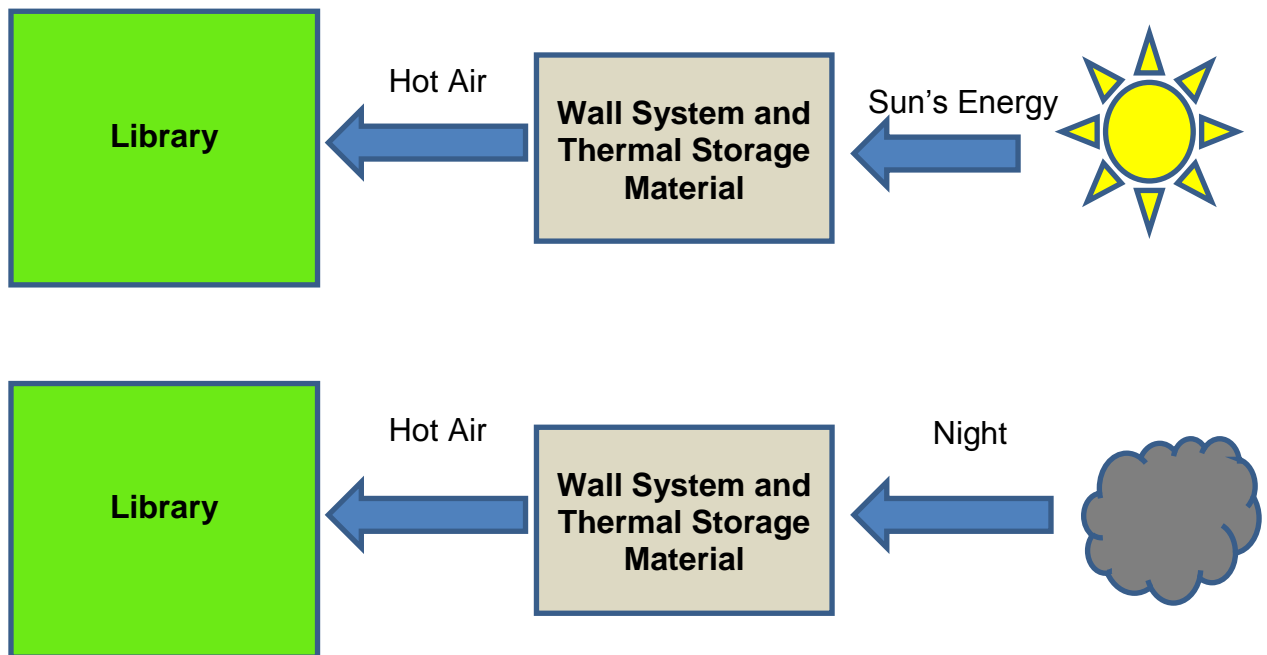 Library
Hot Air
Wall System and
Thermal Storage
Material
Sun's Energy
Library
Hot Air
Wall System and
Thermal Storage
Material
Night